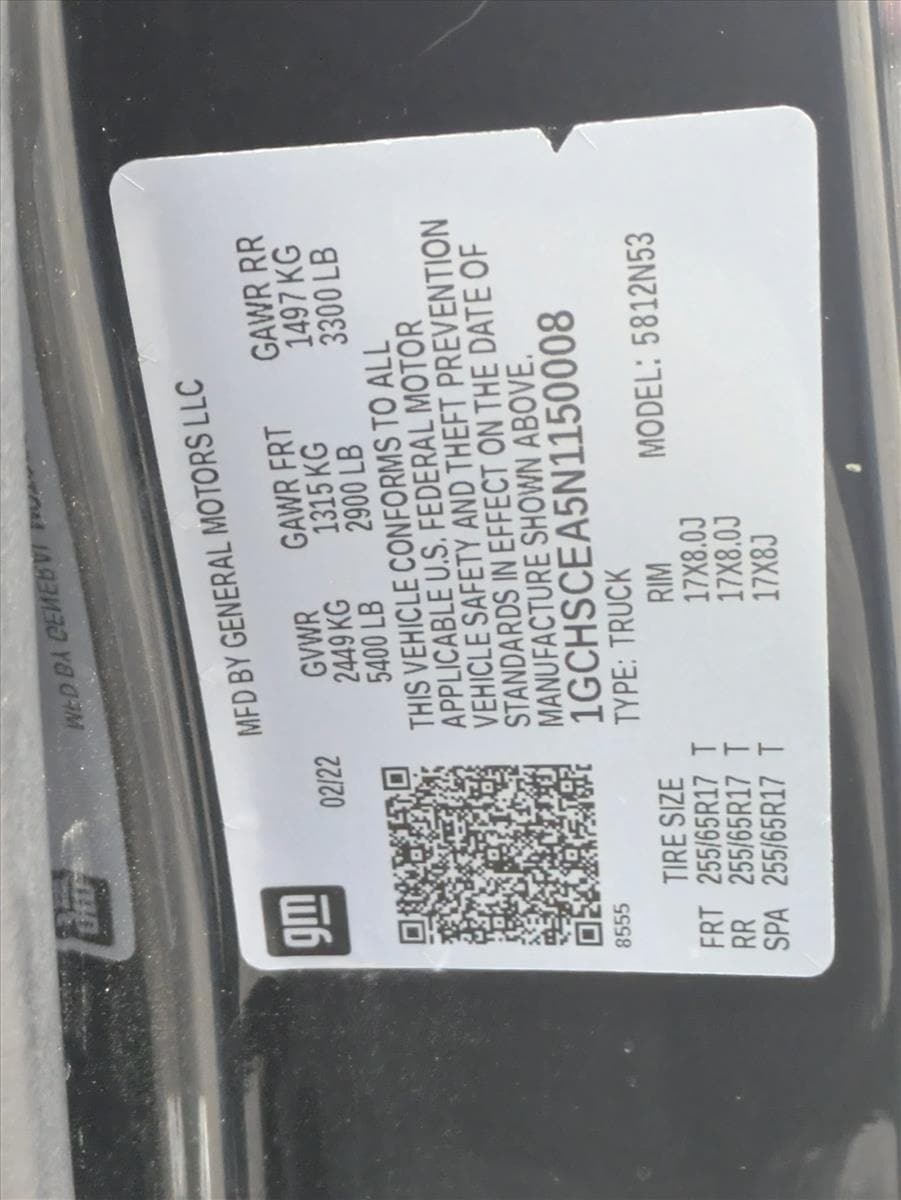 gm
MFD BY GENERAL MOTORS LLC
02/22
GVWR GAWR FRT GAWR RR
2449 KG 1315 KG 1497 KG
5400 LB 2900 LB 3300 LB
THIS VEHICLE CONFORMS TO ALL
APPLICABLE U.S. FEDERAL MOTOR
VEHICLE SAFETY AND THEFT PREVENTION
STANDARDS IN EFFECT ON THE DATE OF
MANUFACTURE SHOWN ABOVE.
1GCHSCEA5N1150008
8555
TYPE: TRUCK MODEL: 5812N53
TIRE SIZE RIM
FRT 255/65R17 T 17X8.0J
RR 255/65R17 T 17X8.0J
SPA 255/65R17 T 17X8J